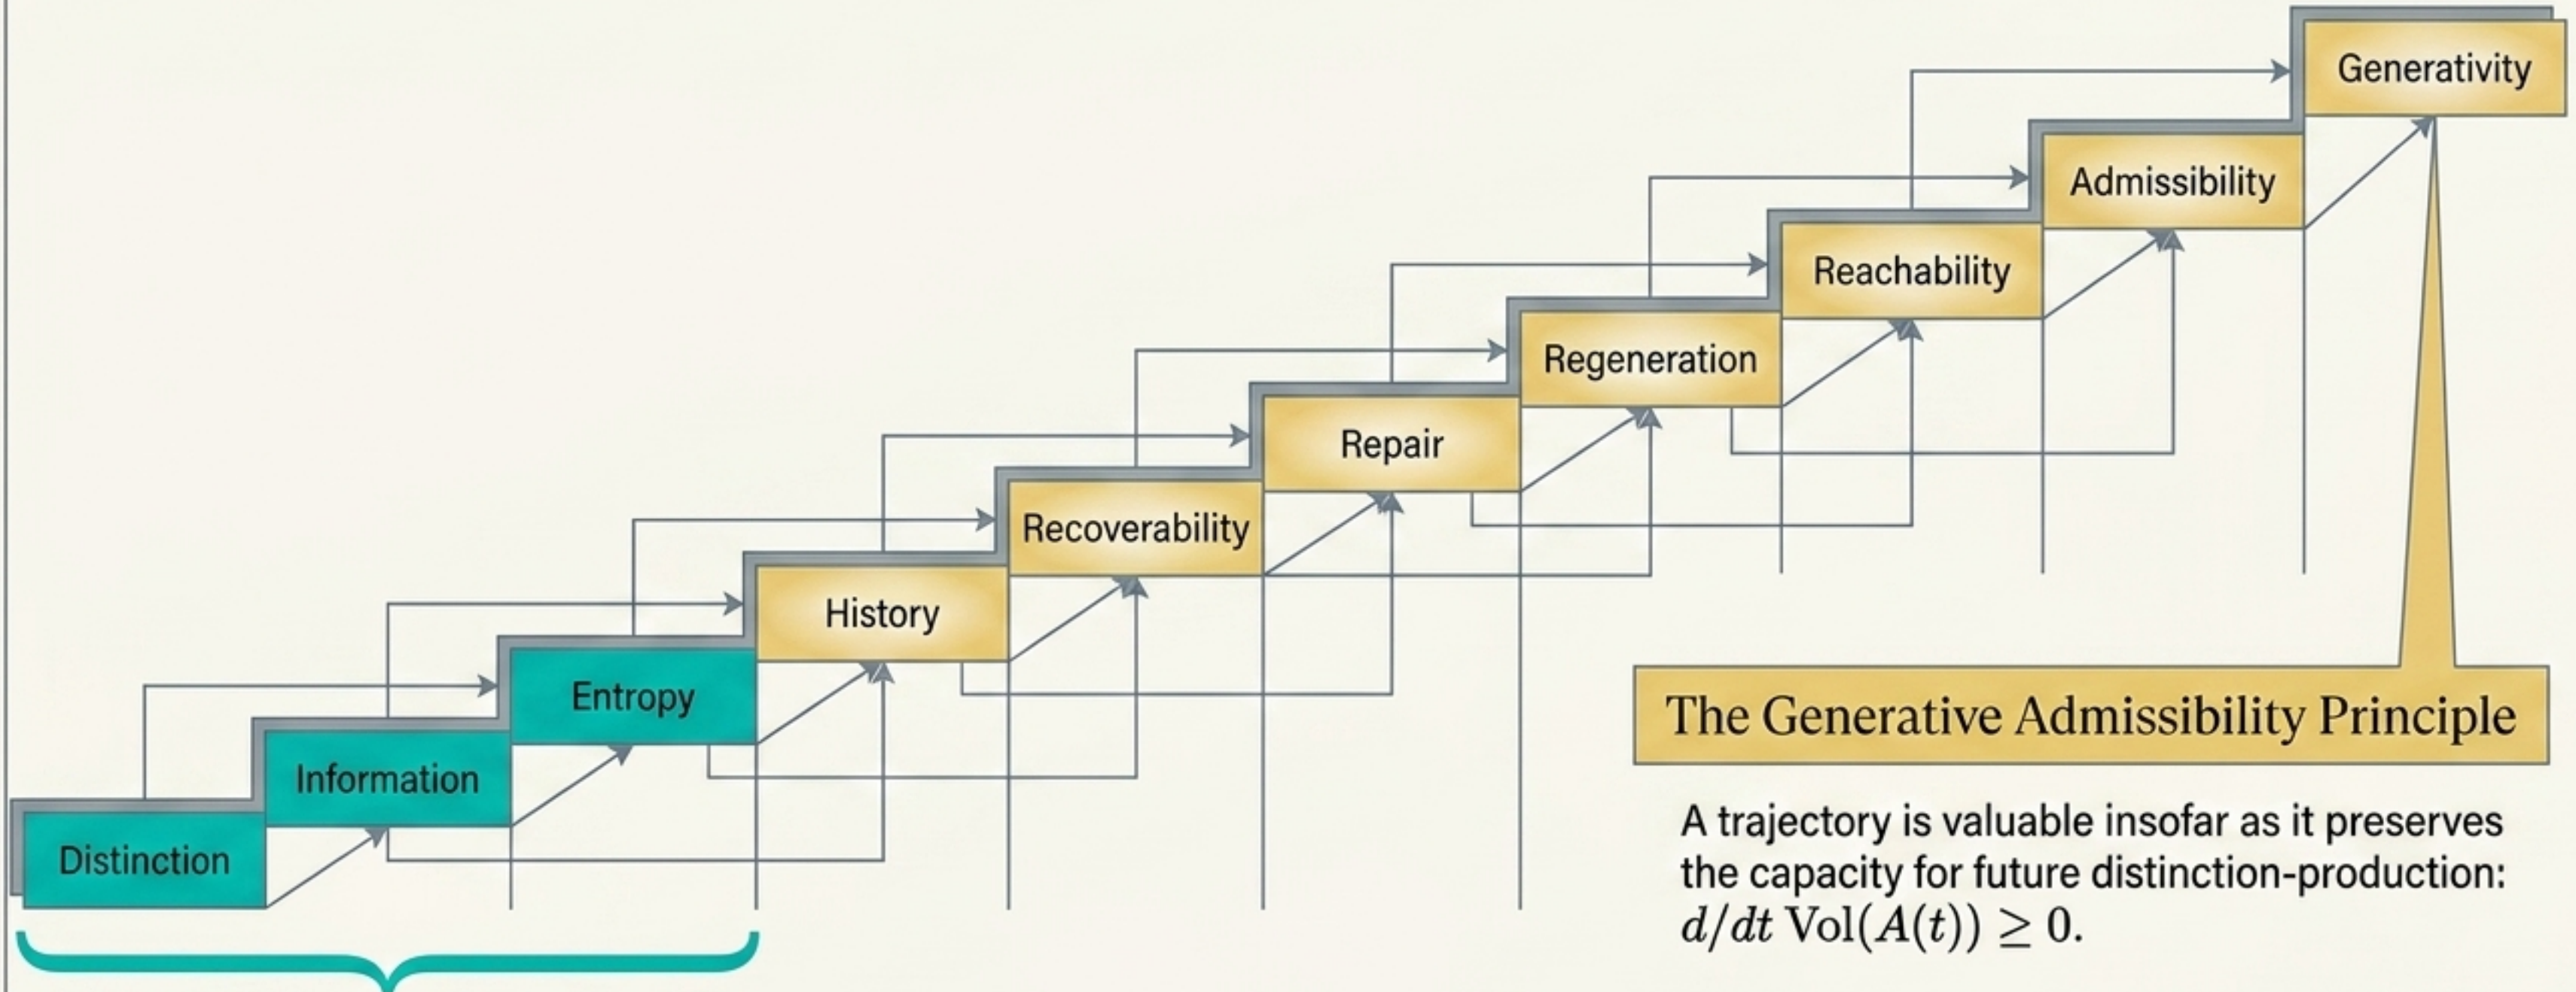 Generativity
Admissibility
Reachability
Regeneration
Repair
Recoverability
History
Entropy
Information
Distinction
The Generative Admissibility Principle
A trajectory is valuable insofar as it preserves
the capacity for future distinction-production:
d/dt Vol(A(t)) ≥ 0.